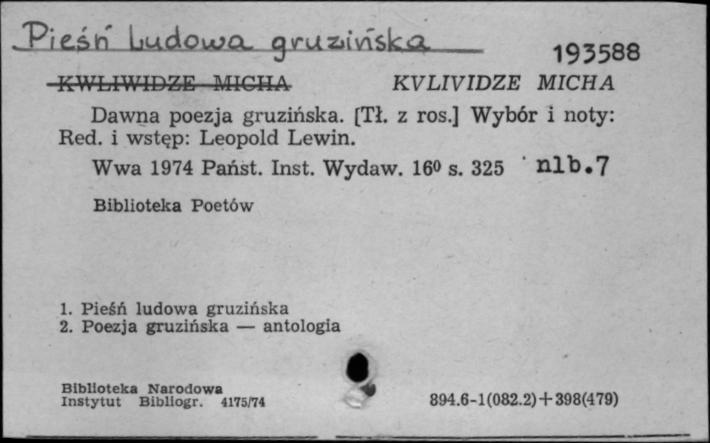 Pieśń Ludowa gruzińska
193588
KWLIWIDZE MICHA KVLIVIDZE MICHA
Dawna poezja gruzińska. [Tł. z ros.] Wybór i noty:
Red. i wstęp: Leopold Lewin.
Wwa 1974 Państ. Inst. Wydaw. 16⁰ s. 325 nlb.7
Biblioteka Poetów
1. Pieśń ludowa gruzińska
2. Poezja gruzińska — antologia
Biblioteka Narodowa
Instytut Bibliogr. 4175/74 894.6-1(082.2)+398(479)